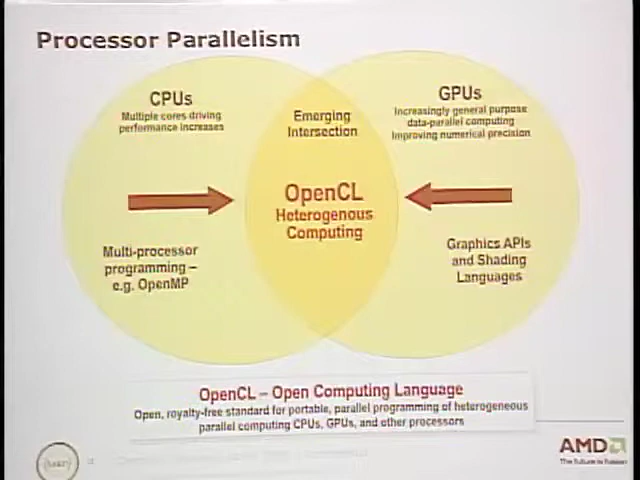 Processor Parallelism
CPUs
Multiple cores driving
performance increases
Emerging
Intersection
GPUs
Increasingly general purpose
data-parallel computing
Improving numerical precision
OpenCL
Heterogenous
Computing
Multi-processor
programming –
e.g. OpenMP
Graphics APIs
and Shading
Languages
OpenCL – Open Computing Language
Open, royalty-free standard for portable, parallel programming of heterogeneous
parallel computing CPUs, GPUs, and other processors
AMD
The future is fusion